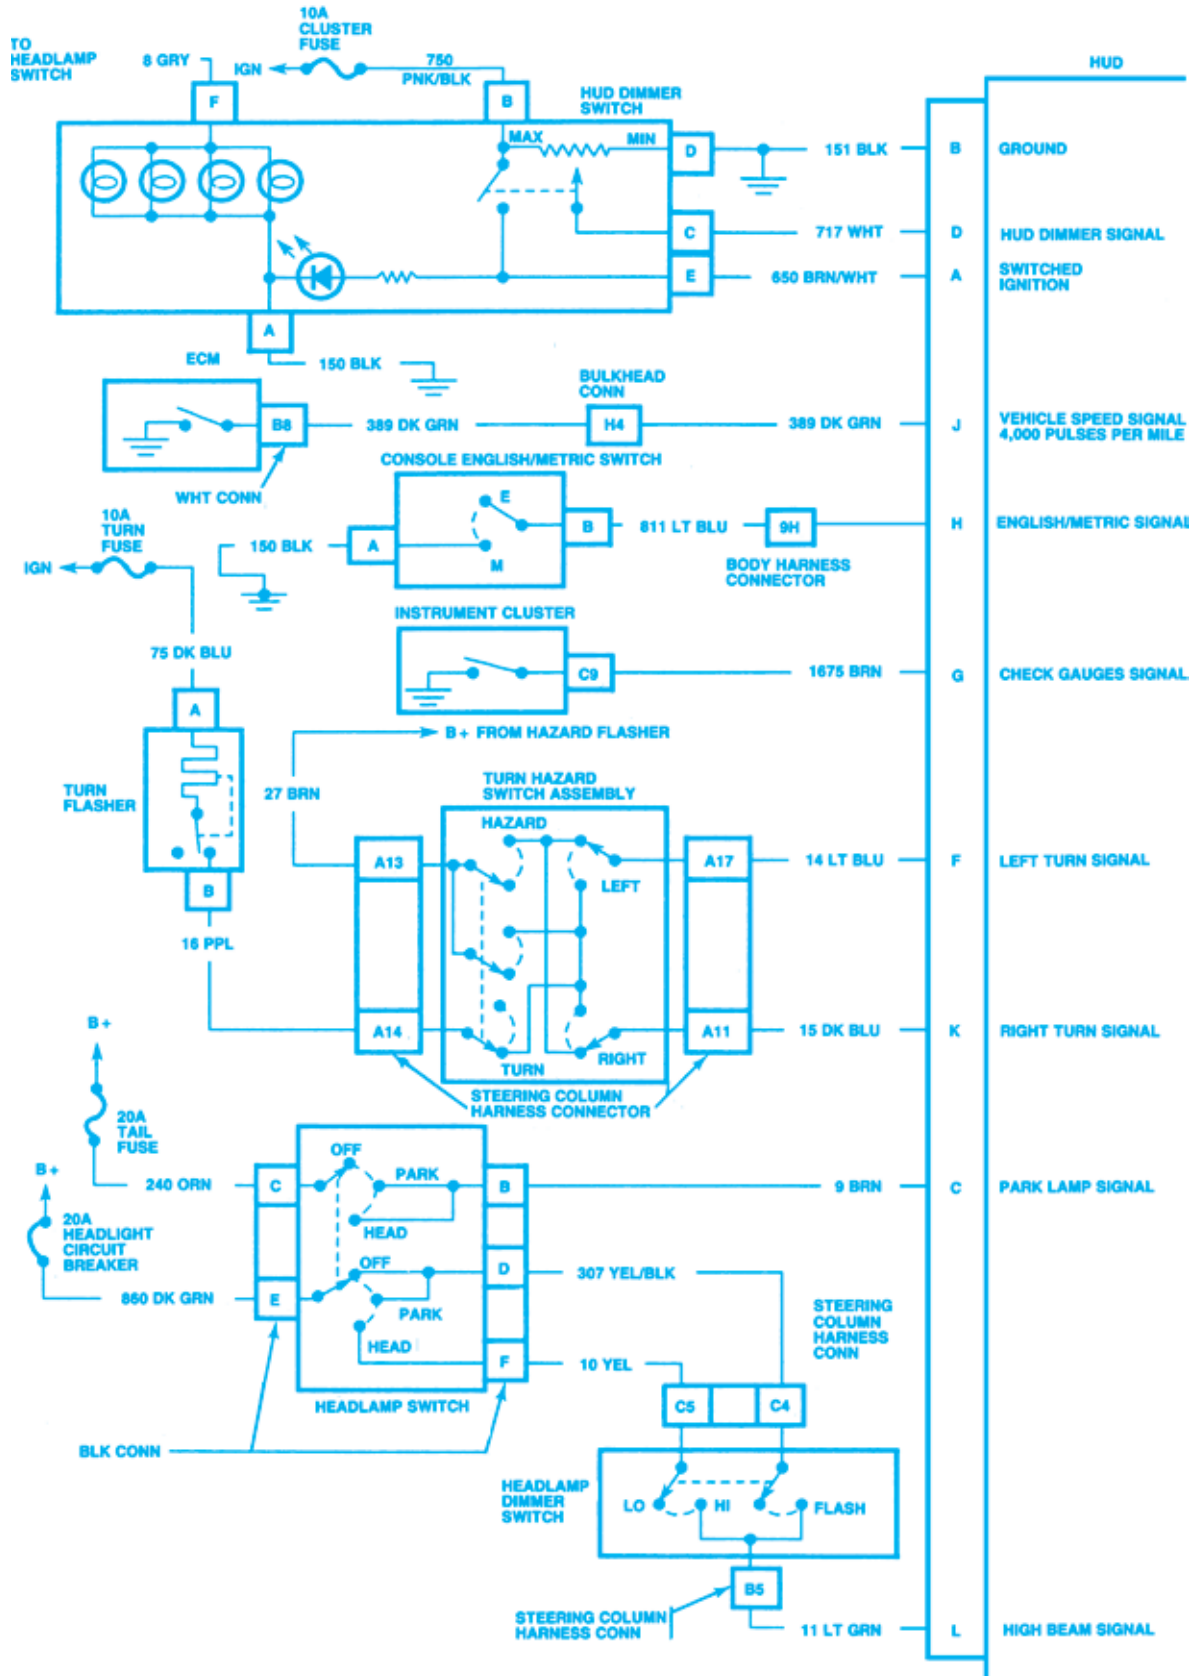 TO
HEADLAMP
SWITCH
8 GRY
IGN
10A
CLUSTER
FUSE
750
PNK/BLK
HUD
F
B
HUD DIMMER
SWITCH
MAX
MIN
D
151 BLK
B
GROUND
C
717 WHT
D
HUD DIMMER SIGNAL
E
650 BRN/WHT
A
SWITCHED
IGNITION
A
150 BLK
ECM
B8
389 DK GRN
BULKHEAD
CONN
H4
389 DK GRN
J
VEHICLE SPEED SIGNAL
4,000 PULSES PER MILE
WHT CONN
CONSOLE ENGLISH/METRIC SWITCH
E
M
150 BLK
A
B
811 LT BLU
9H
BODY HARNESS
CONNECTOR
H
ENGLISH/METRIC SIGNAL
10A
TURN
FUSE
IGN
75 DK BLU
INSTRUMENT CLUSTER
C9
1675 BRN
G
CHECK GAUGES SIGNAL
B + FROM HAZARD FLASHER
A
TURN
FLASHER
B
27 BRN
16 PPL
TURN HAZARD
SWITCH ASSEMBLY
HAZARD
A13
LEFT
A17
14 LT BLU
F
LEFT TURN SIGNAL
A14
TURN
RIGHT
A11
15 DK BLU
K
RIGHT TURN SIGNAL
STEERING COLUMN
HARNESS CONNECTOR
B +
20A
TAIL
FUSE
240 ORN
C
OFF
PARK
HEAD
B
9 BRN
C
PARK LAMP SIGNAL
B +
20A
HEADLIGHT
CIRCUIT
BREAKER
860 DK GRN
E
OFF
PARK
HEAD
D
307 YEL/BLK
F
10 YEL
HEADLAMP SWITCH
BLK CONN
STEERING
COLUMN
HARNESS
CONN
C5
C4
HEADLAMP
DIMMER
SWITCH
LO
HI
FLASH
B5
STEERING COLUMN
HARNESS CONN
11 LT GRN
L
HIGH BEAM SIGNAL